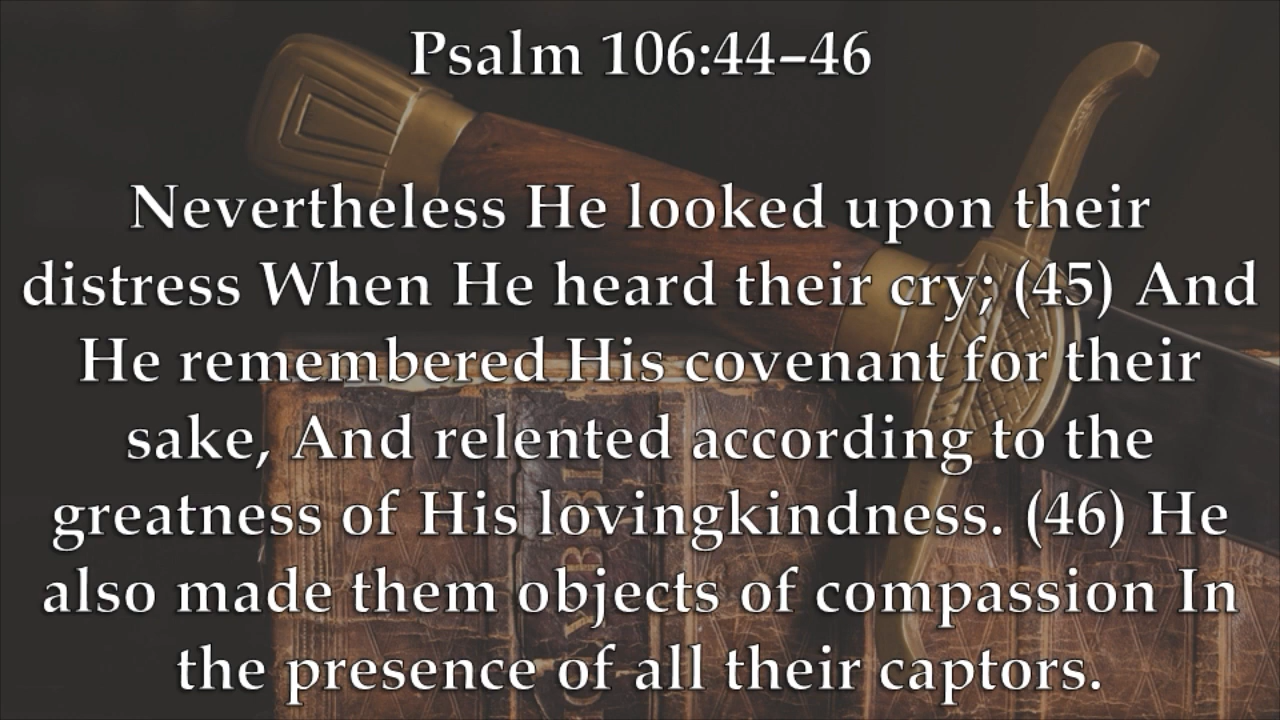 Psalm 106:44–46
Nevertheless He looked upon their
distress When He heard their cry; (45) And
He remembered His covenant for their
sake, And relented according to the
greatness of His lovingkindness. (46) He
also made them objects of compassion In
the presence of all their captors.